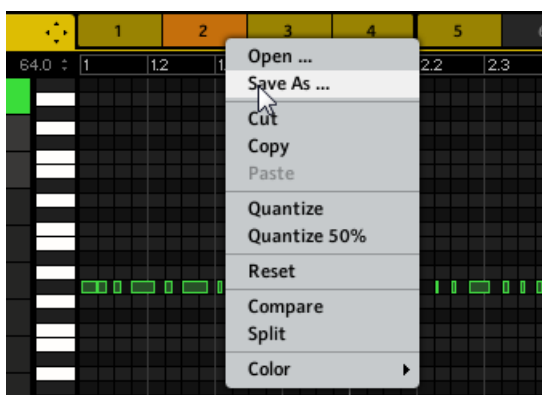 1 2 3 4 5
64.0 1 1.2 1. 2.2 2.3
Open ...
Save As ...
Cut
Copy
Paste
Quantize
Quantize 50%
Reset
Compare
Split
Color